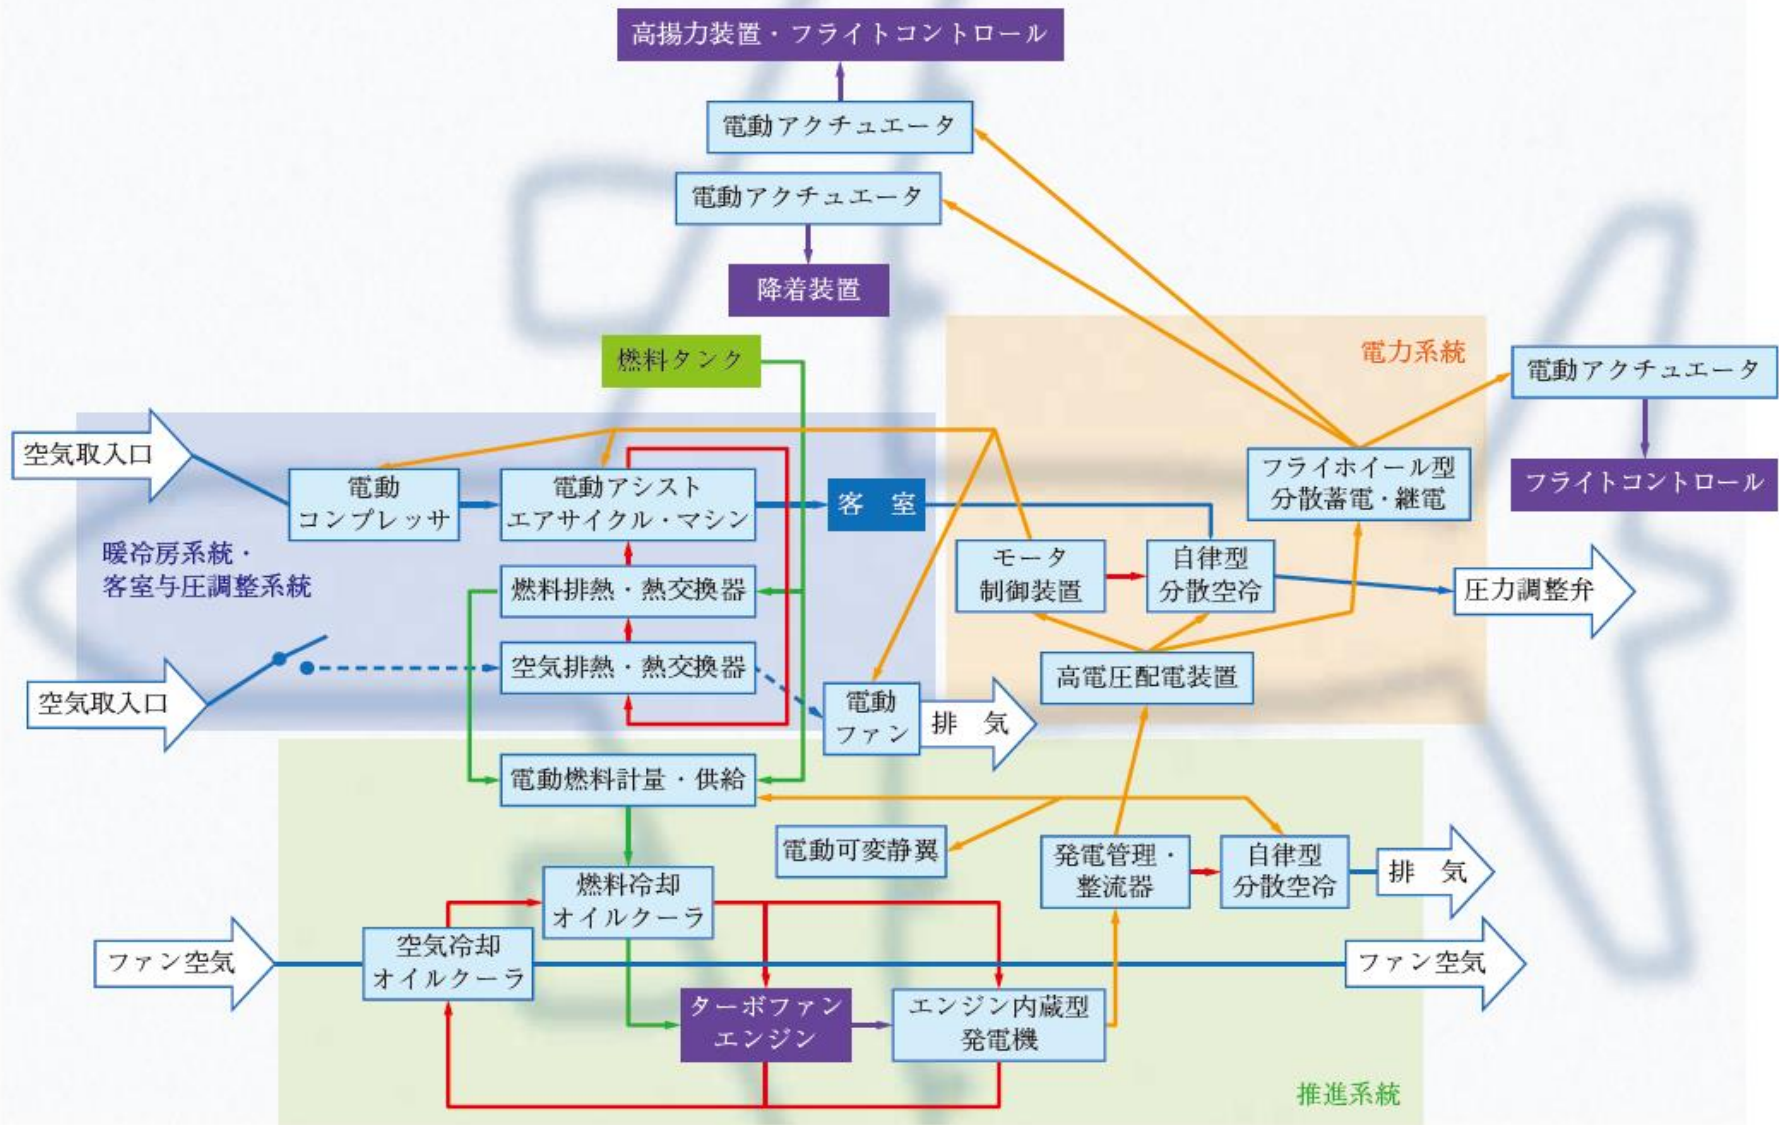 高揚力装置・フライトコントロール
電動アクチュエータ
電動アクチュエータ
降着装置
燃料タンク
電力系統
電動アクチュエータ
フライトコントロール
フライホイール型
分散蓄電・継電
空気取入口
電動
コンプレッサ
電動アシスト
エアサイクル・マシン
客 室
暖冷房系統・
客室与圧調整系統
燃料排熱・熱交換器
モータ
制御装置
自律型
分散空冷
圧力調整弁
空気排熱・熱交換器
空気取入口
高電圧配電装置
電動
ファン
排 気
電動燃料計量・供給
電動可変静翼
発電管理・
整流器
自律型
分散空冷
排 気
燃料冷却
オイルクーラ
ファン空気
空気冷却
オイルクーラ
ファン空気
ターボファン
エンジン
エンジン内蔵型
発電機
推進系統